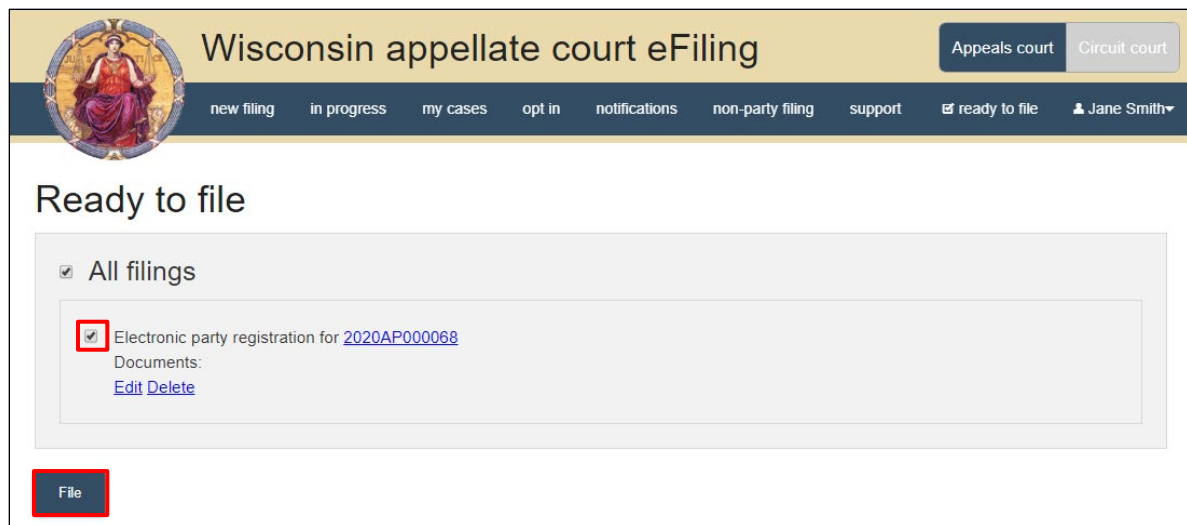 Wisconsin appellate court eFiling
Appeals court
Circuit court
new filing in progress my cases opt in notifications non-party filing support ready to file Jane Smith
Ready to file
All filings
Electronic party registration for 2020AP000068
Documents:
Edit Delete
File